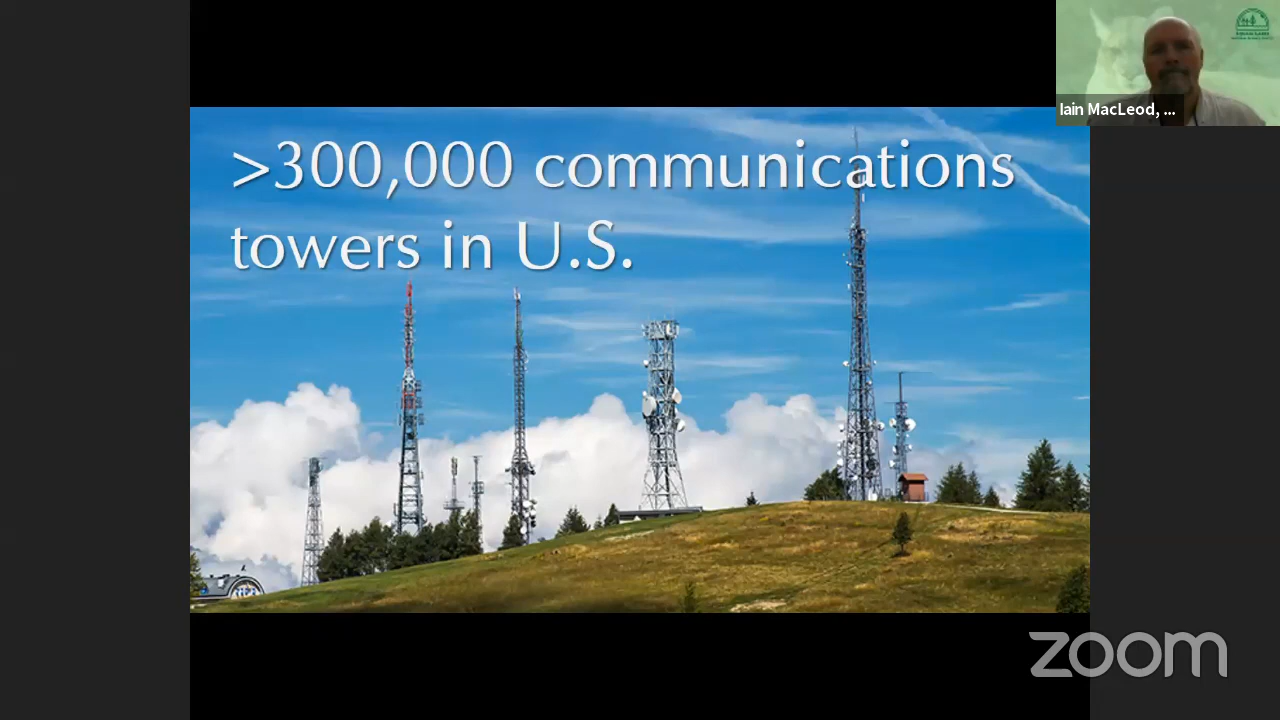 >300,000 communications
towers in U.S.
Iain MacLeod, ...
zoom